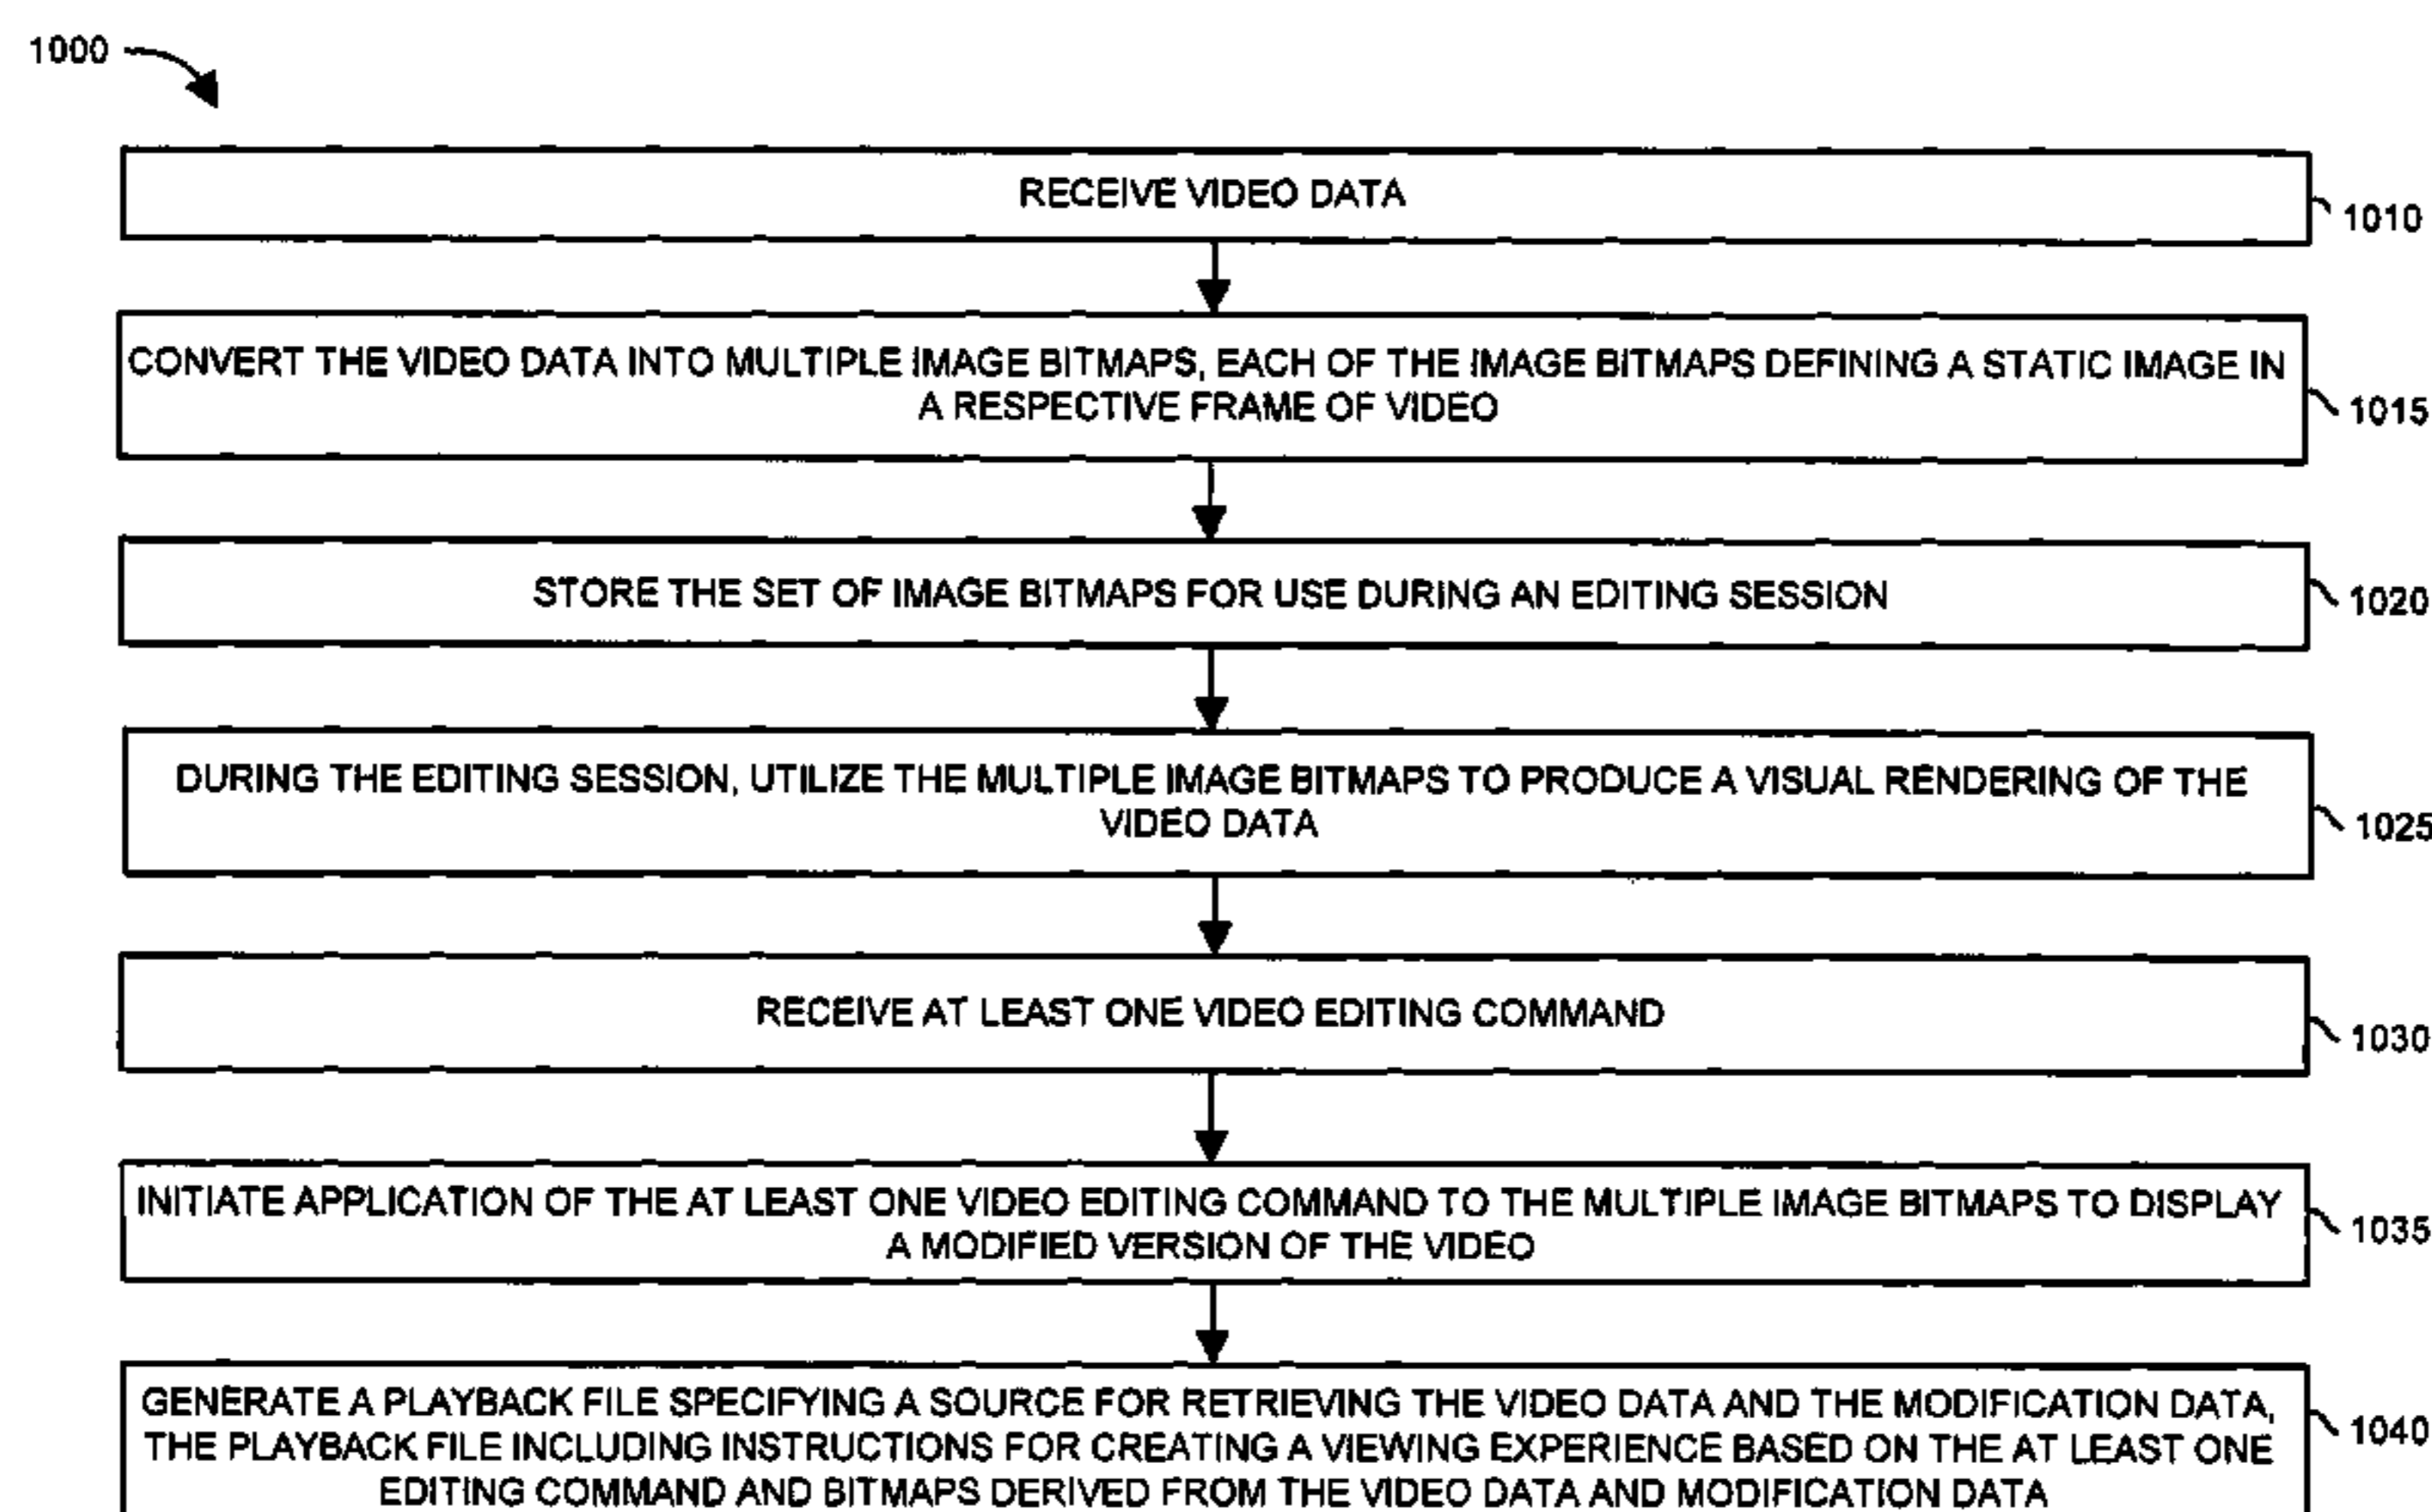 1000
RECEIVE VIDEO DATA
1010
CONVERT THE VIDEO DATA INTO MULTIPLE IMAGE BITMAPS, EACH OF THE IMAGE BITMAPS DEFINING A STATIC IMAGE IN
A RESPECTIVE FRAME OF VIDEO
1015
STORE THE SET OF IMAGE BITMAPS FOR USE DURING AN EDITING SESSION
1020
DURING THE EDITING SESSION, UTILIZE THE MULTIPLE IMAGE BITMAPS TO PRODUCE A VISUAL RENDERING OF THE
VIDEO DATA
1025
RECEIVE AT LEAST ONE VIDEO EDITING COMMAND
1030
INITIATE APPLICATION OF THE AT LEAST ONE VIDEO EDITING COMMAND TO THE MULTIPLE IMAGE BITMAPS TO DISPLAY
A MODIFIED VERSION OF THE VIDEO
1035
GENERATE A PLAYBACK FILE SPECIFYING A SOURCE FOR RETRIEVING THE VIDEO DATA AND THE MODIFICATION DATA,
THE PLAYBACK FILE INCLUDING INSTRUCTIONS FOR CREATING A VIEWING EXPERIENCE BASED ON THE AT LEAST ONE
EDITING COMMAND AND BITMAPS DERIVED FROM THE VIDEO DATA AND MODIFICATION DATA
1040